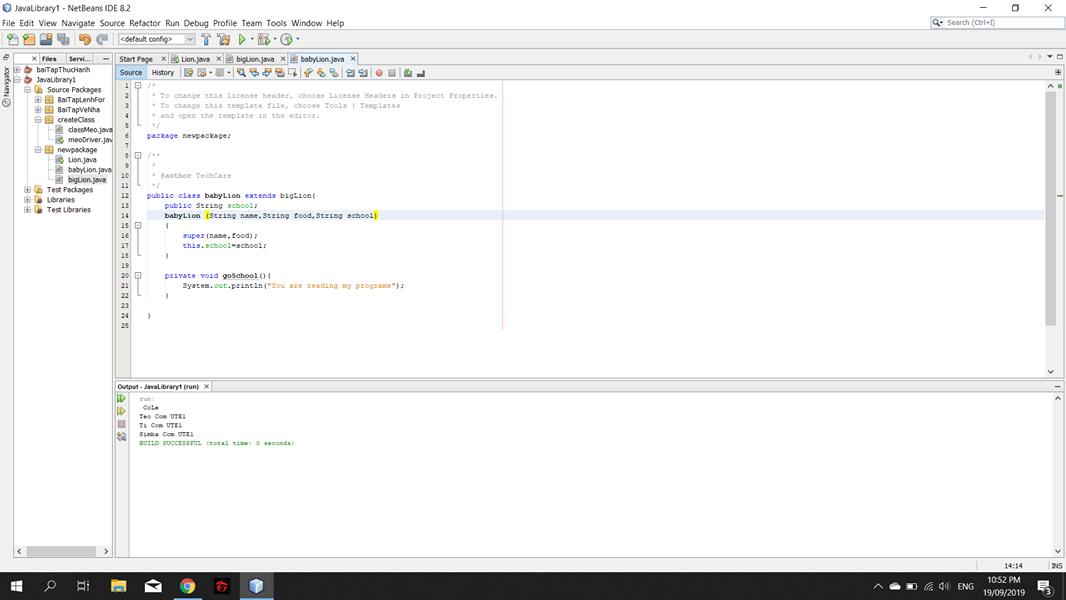 JavaLibrary1 - NetBeans IDE 8.2
File Edit View Navigate Source Refactor Run Debug Profile Team Tools Window Help
Search (Ctrl+I)
<default config>
Files Servi...
Start Page Lion.java bigLion.java babyLion.java
Navigator
Source History
baiTapThucHanh
JavaLibrary1
Source Packages
BaiTapLenhFor
BaiTapVeNha
createClass
classMeo.java
meoDriver.jav
newpackage
Lion.java
babyLion.java
bigLion.java
Test Packages
Libraries
Test Libraries
1 /*
2 * To change this license header, choose License Headers in Project Properties.
3 * To change this template file, choose Tools | Templates
4 * and open the template in the editor.
5 */
6 package newpackage;
7
8 /**
9 *
10 * @author TechCare
11 */
12 public class babyLion extends bigLion{
13 public String school;
14 babyLion (String name,String food,String school)
15 {
16 super(name,food);
17 this.school=school;
18 }
19
20 private void goSchool(){
21 System.out.println("You are reading my programe");
22 }
23
24 }
25
Output - JavaLibrary1 (run)
run:
CoLe
Teo Com UTE1
Ti Com UTE1
Simba Com UTE1
BUILD SUCCESSFUL (total time: 0 seconds)
14:14 INS
ENG
10:52 PM
19/09/2019
3